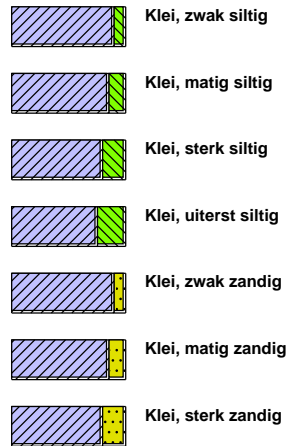 Klei, zwak siltig
Klei, matig siltig
Klei, sterk siltig
Klei, uiterst siltig
Klei, zwak zandig
Klei, matig zandig
Klei, sterk zandig